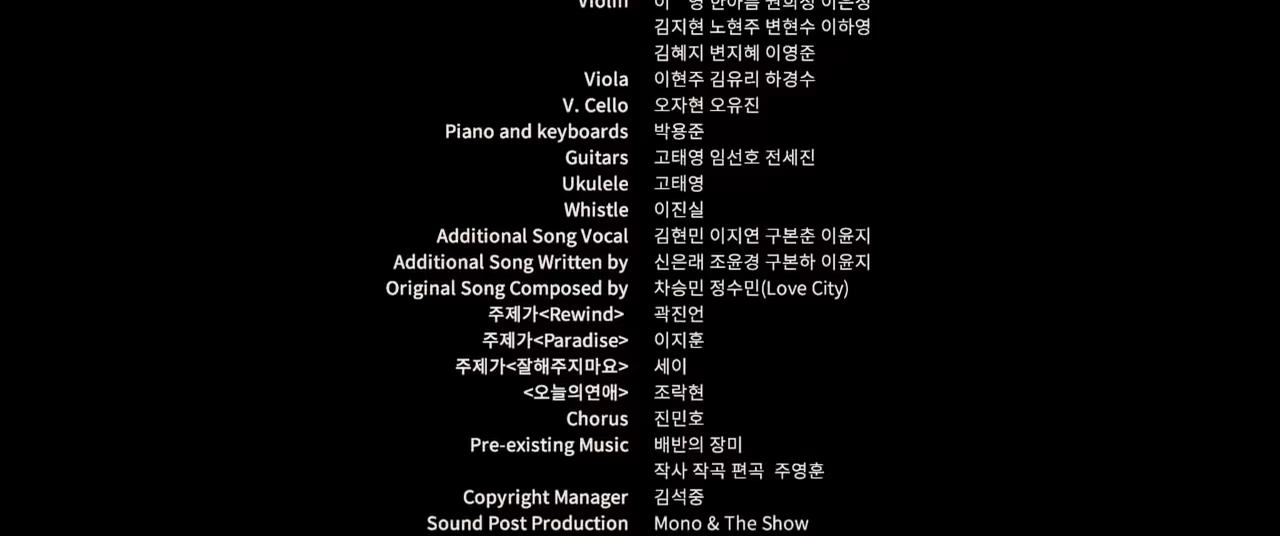 Violin
김지현 노현주 변현수 이하영
김혜지 변지혜 이영준
Viola 이현주 김유리 하경수
V. Cello 오자현 오유진
Piano and keyboards 박용준
Guitars 고태영 임선호 전세진
Ukulele 고태영
Whistle 이진실
Additional Song Vocal 김현민 이지연 구본춘 이윤지
Additional Song Written by 신은래 조윤경 구본하 이윤지
Original Song Composed by 차승민 정수민(Love City)
주제가<Rewind> 곽진언
주제가<Paradise> 이지훈
주제가<잘해주지마요> 세이
<오늘의연애> 조락현
Chorus 진민호
Pre-existing Music 배반의 장미
작사 작곡 편곡 주영훈
Copyright Manager 김석중
Sound Post Production Mono & The Show